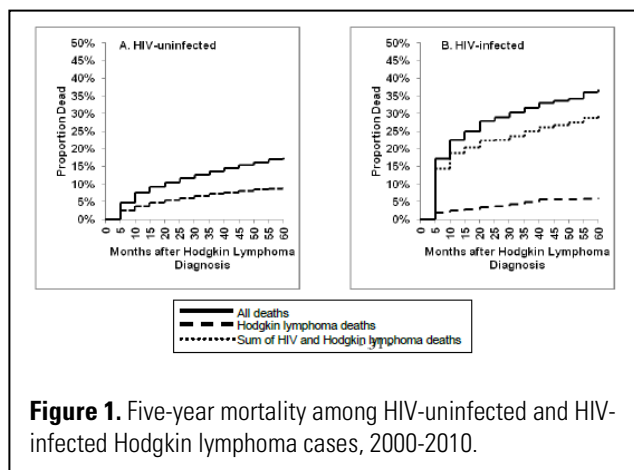 A. HIV-uninfected
50%
45%
40%
35%
30%
25%
20%
15%
10%
5%
0%
Proportion Dead
0 5 10 15 20 25 30 35 40 45 50 55 60
Months after Hodgkin Lymphoma
Diagnosis
B. HIV-infected
50%
45%
40%
35%
30%
25%
20%
15%
10%
5%
0%
Proportion Dead
0 5 10 15 20 25 30 35 40 45 50 55 60
Months after Hodgkin Lymphoma
Diagnosis
All deaths
Hodgkin lymphoma deaths
Sum of HIV and Hodgkin lymphoma deaths
Figure 1. Five-year mortality among HIV-uninfected and HIV-
infected Hodgkin lymphoma cases, 2000-2010.